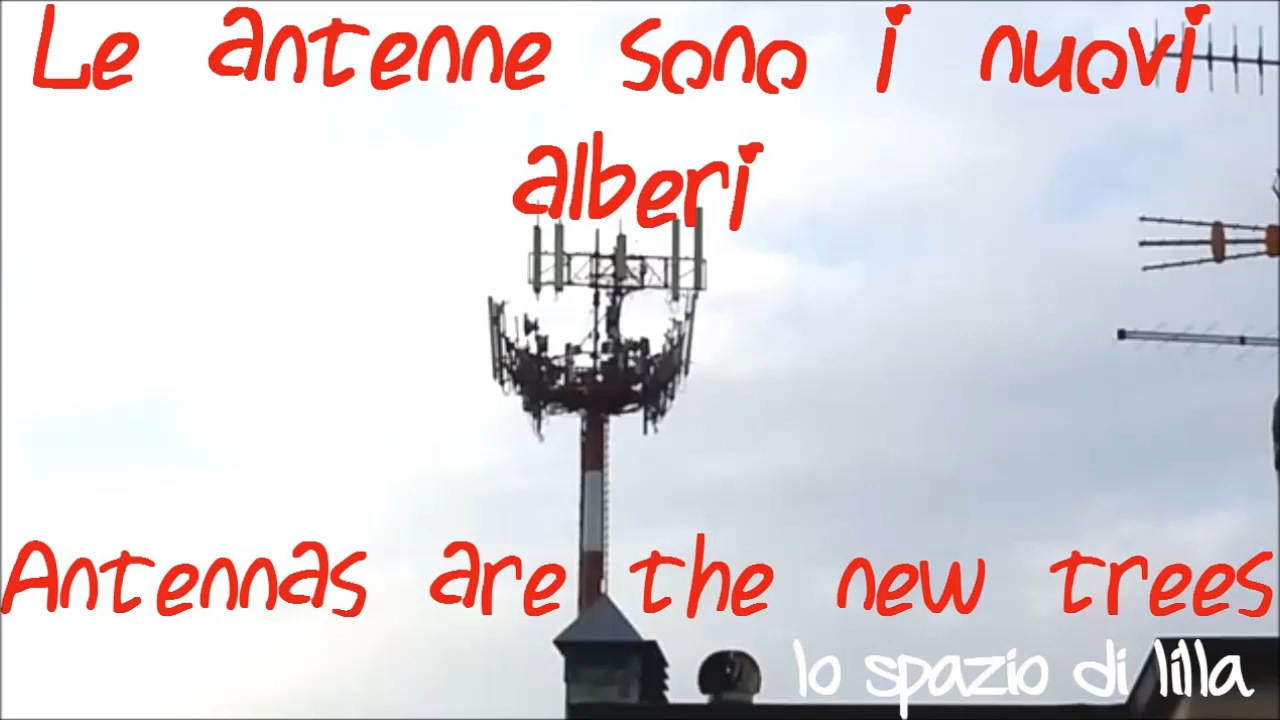 Le antenne sono i nuovi
alberi
Antennas are the new trees
lo spazio di lilla